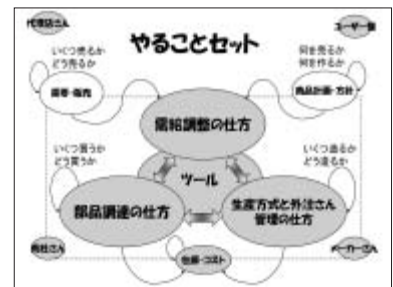 代理店さん
ユーザー様
やることセット
いくつ売るか
どう売るか
何を売るか
何を作るか
営業・販売
商品計画・方針
需給調整の仕方
いくつ買うか
どう買うか
いくつ造るか
どう造るか
ツール
部品調達の仕方
生産方式と外注さん
管理の仕方
商社さん
メーカーさん
在庫・コスト